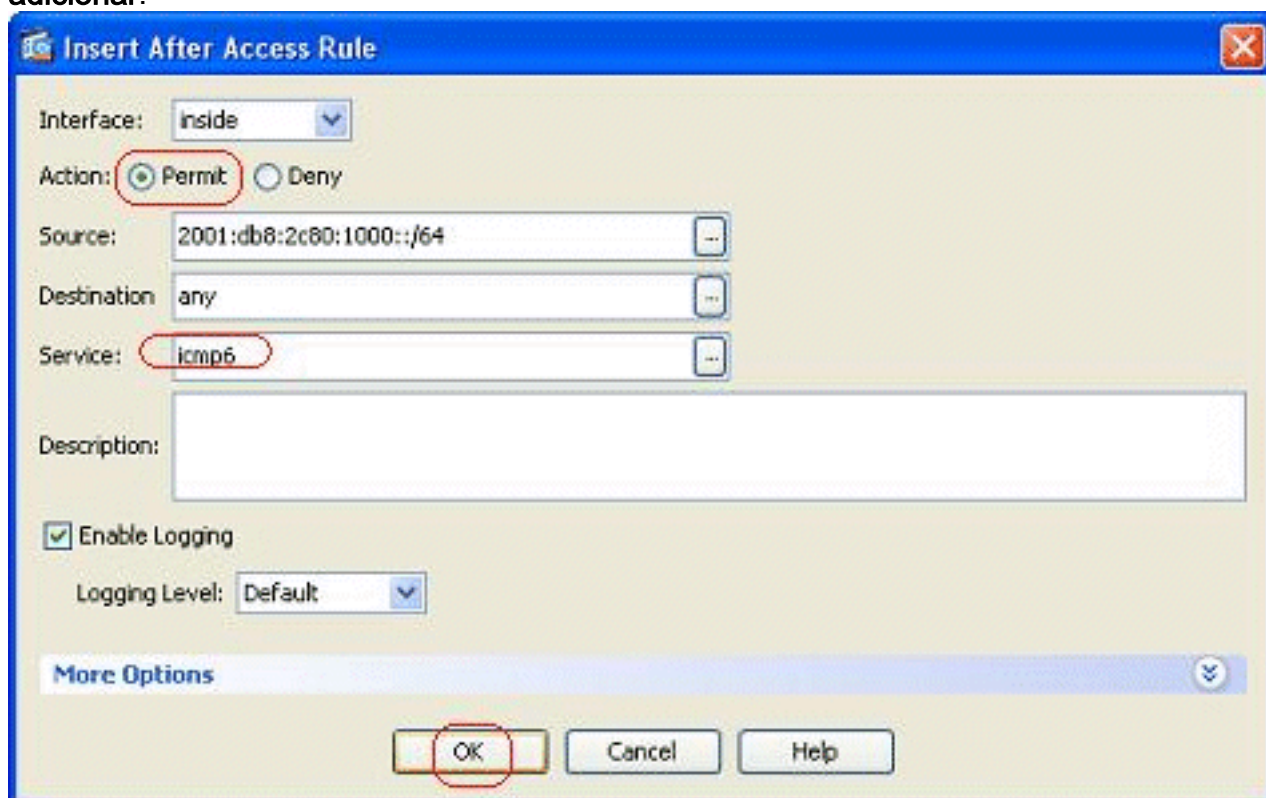 adicionar.
Insert After Access Rule
Interface: inside
Action: Permit Deny
Source: 2001:db8:2c80:1000::/64 ...
Destination any ...
Service: icmp6 ...
Description:
Enable Logging
Logging Level: Default
More Options
OK Cancel Help